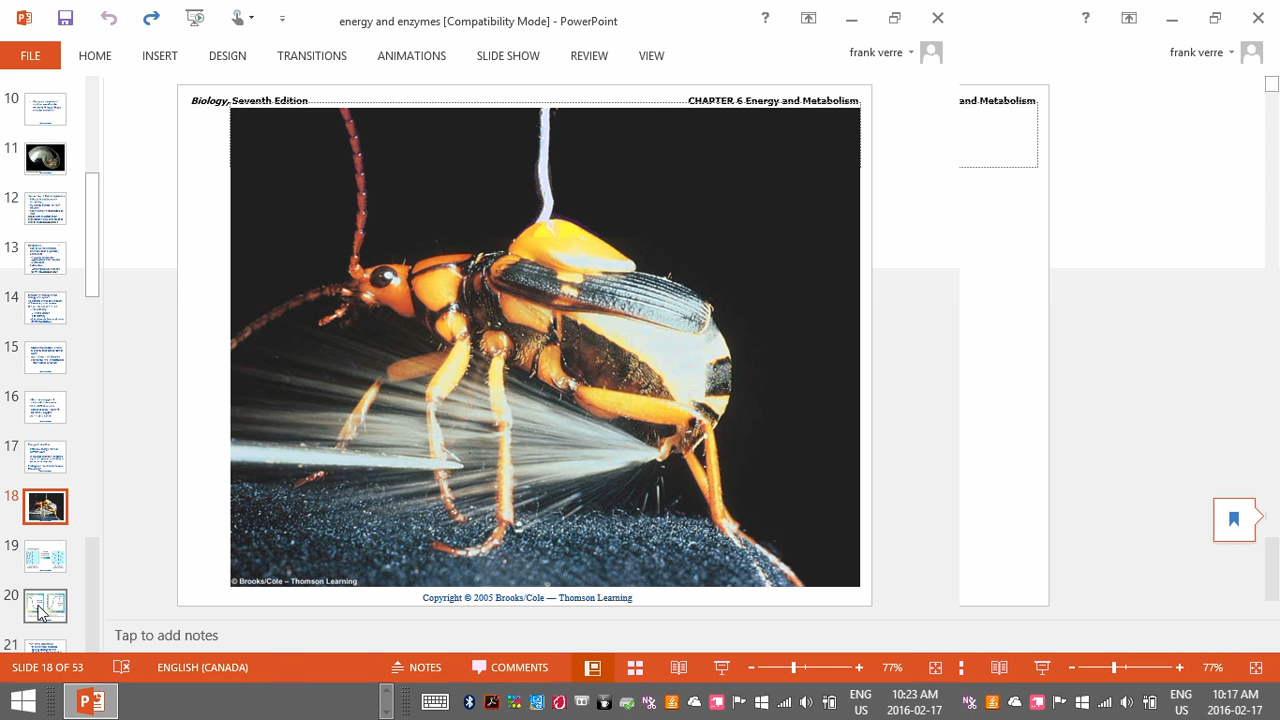 energy and enzymes [Compatibility Mode] - PowerPoint
FILE HOME INSERT DESIGN TRANSITIONS ANIMATIONS SLIDE SHOW REVIEW VIEW
frank verre
frank verre
Biology, Seventh Edition
CHAPTER 6 Energy and Metabolism
and Metabolism
10
11
12
13
14
15
16
17
18
19
20
21
© Brooks/Cole – Thomson Learning
Copyright © 2005 Brooks/Cole — Thomson Learning
Tap to add notes
SLIDE 18 OF 53 ENGLISH (CANADA) NOTES COMMENTS 77% 77%
ENG 10:23 AM ENG 10:17 AM
US 2016-02-17 US 2016-02-17